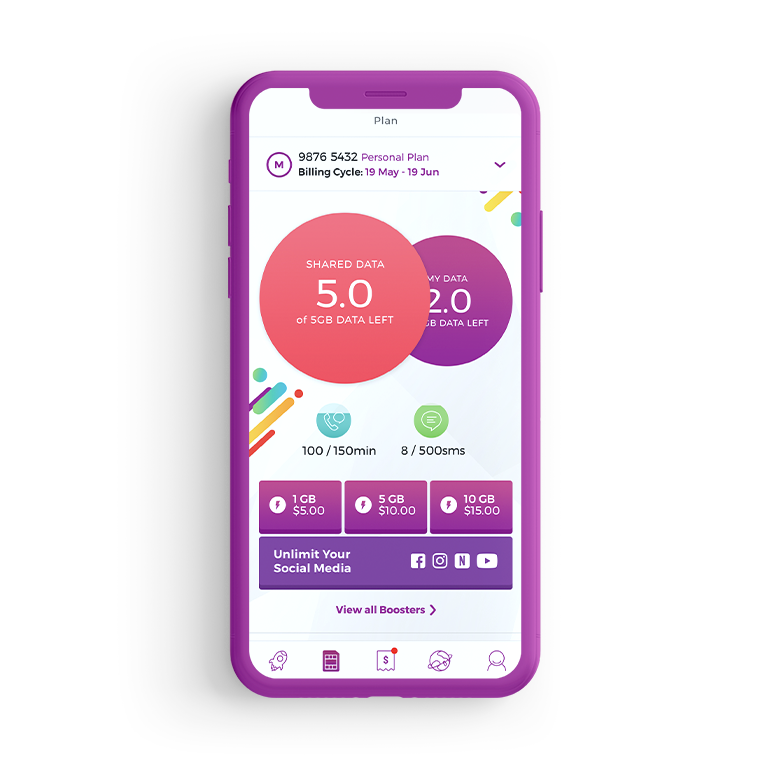 Plan
M
9876 5432 Personal Plan
Billing Cycle: 19 May - 19 Jun
SHARED DATA
5.0
of 5GB DATA LEFT
MY DATA
2.0
GB DATA LEFT
100 / 150min
8 / 500sms
1 GB
$5.00
5 GB
$10.00
10 GB
$15.00
Unlimit Your
Social Media
N
View all Boosters
$